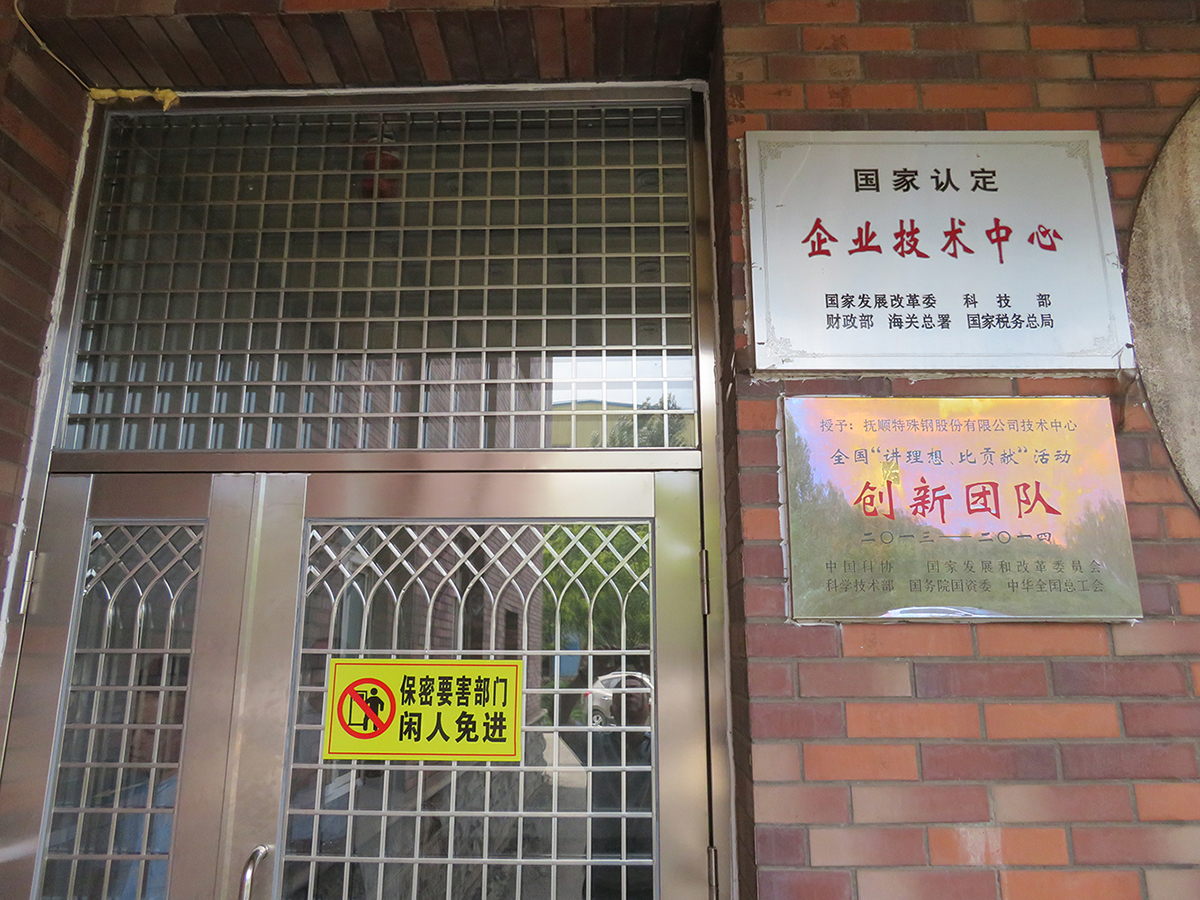 国家认定
企业技术中心
国家发展改革委 科技部
财政部 海关总署 国家税务总局
授予：抚顺特殊钢股份有限公司技术中心
全国“讲理想、比贡献”活动
创新团队
二〇一三——二〇一四
中国科协 国家发展和改革委员会
科学技术部 国务院国资委 中华全国总工会
保密要害部门
闲人免进